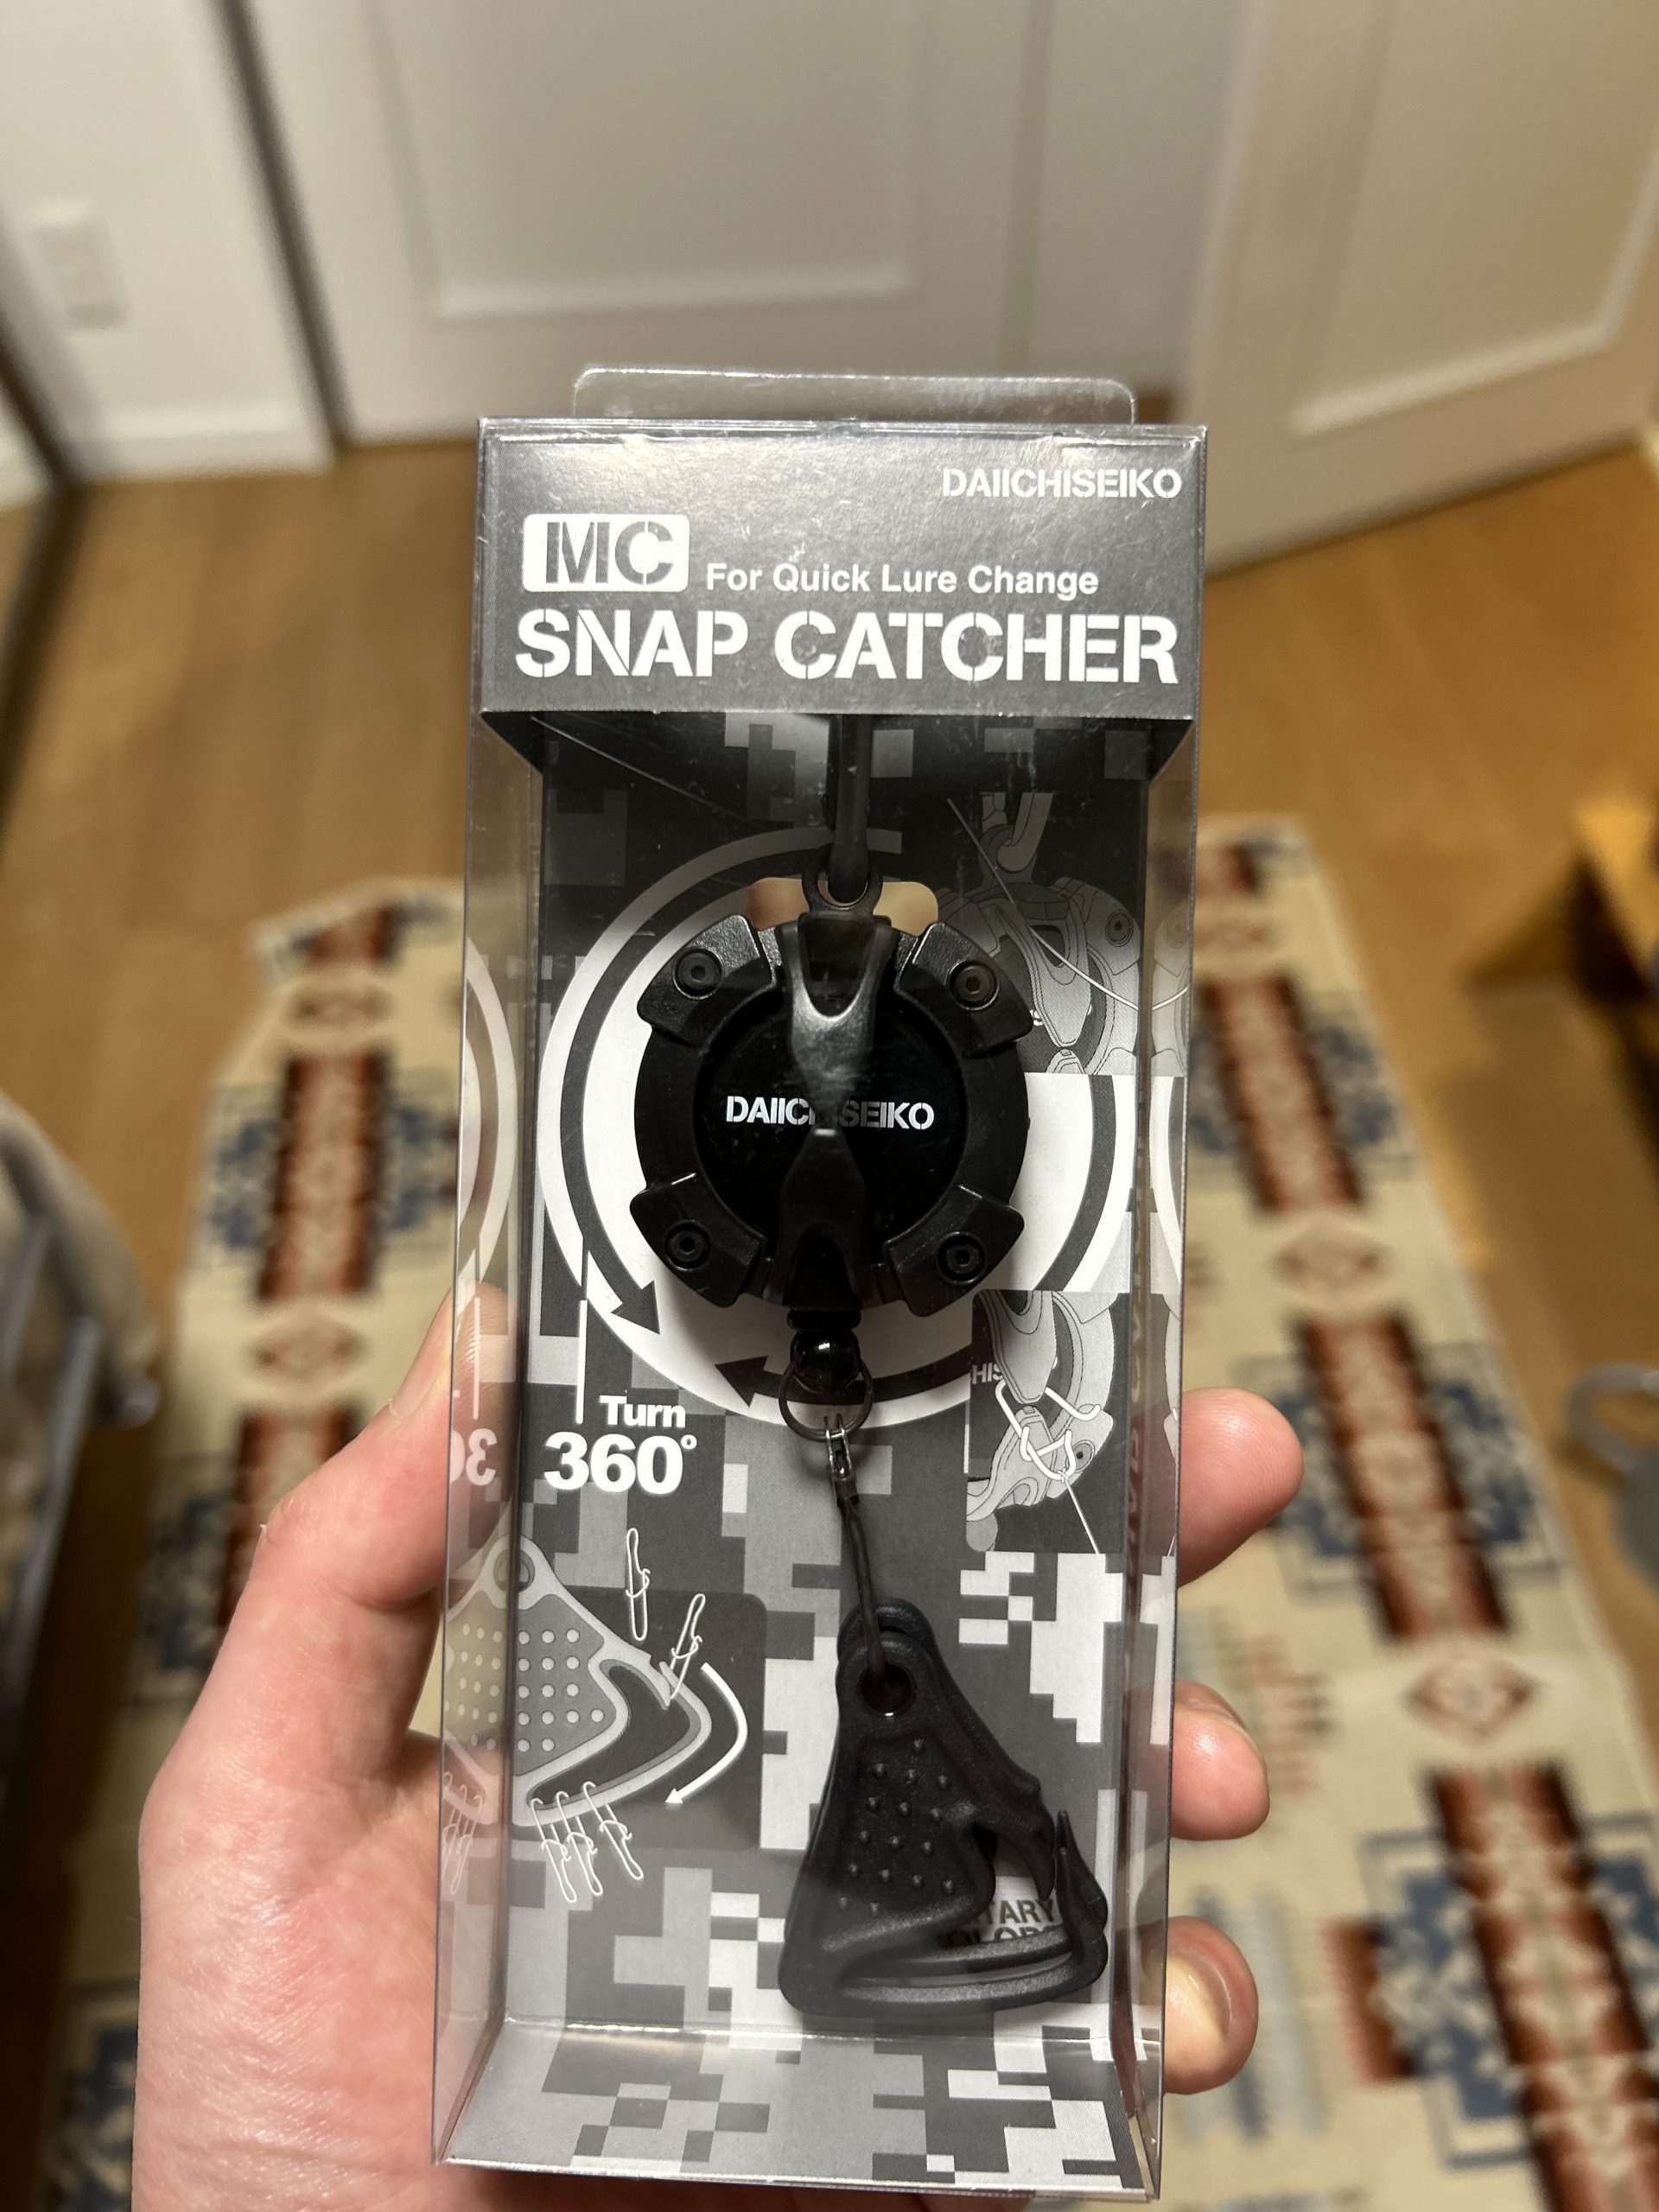 DAIICHISEIKO
MC
For Quick Lure Change
SNAP CATCHER
Turn
360°